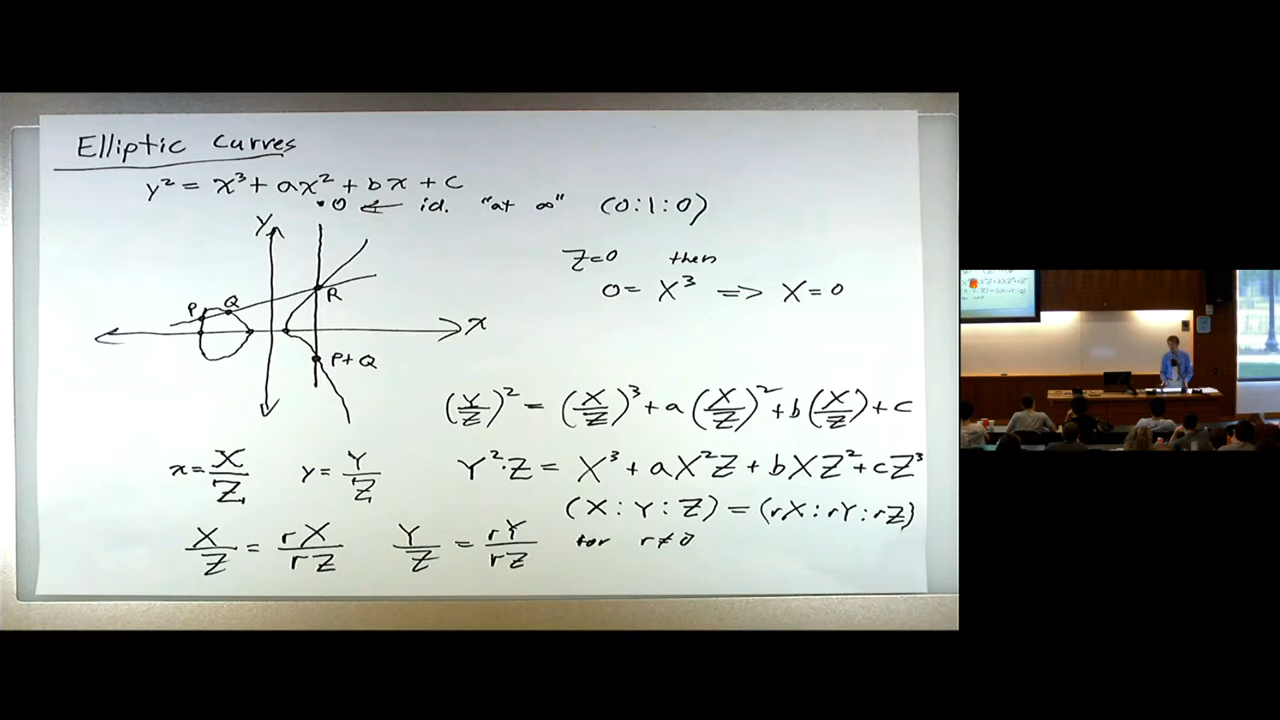 Elliptic Curves
y² = x³ + ax² + bx + c
• O ← id. "at ∞" (0:1:0)
Y
Z=0 then
0 = X³ ⟹ X=0
P Q R
x
P+Q
(Y/Z)² = (X/Z)³ + a(X/Z)² + b(X/Z) + c
x = X/Z y = Y/Z
Y²·Z = X³ + aX²Z + bXZ² + cZ³
(X : Y : Z) = (rX : rY : rZ)
for r≠0
X/Z = rX/rZ Y/Z = rY/rZ